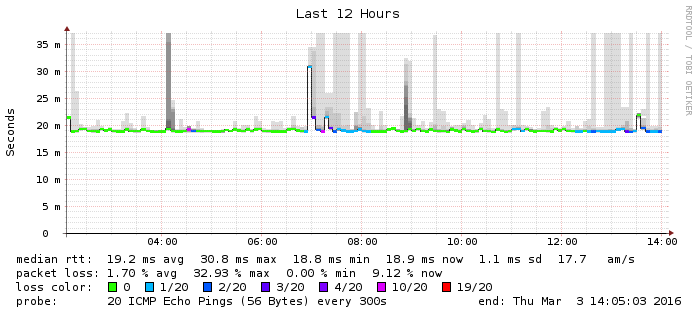 Last 12 Hours
RRDTOOL / TOBI OETIKER
Seconds
35 m
30 m
25 m
20 m
15 m
10 m
5 m
0
04:00 06:00 08:00 10:00 12:00 14:00
median rtt: 19.2 ms avg 30.8 ms max 18.8 ms min 18.9 ms now 1.1 ms sd 17.7 am/s
packet loss: 1.70 % avg 32.93 % max 0.00 % min 9.12 % now
loss color: 0 1/20 2/20 3/20 4/20 10/20 19/20
probe: 20 ICMP Echo Pings (56 Bytes) every 300s end: Thu Mar 3 14:05:03 2016